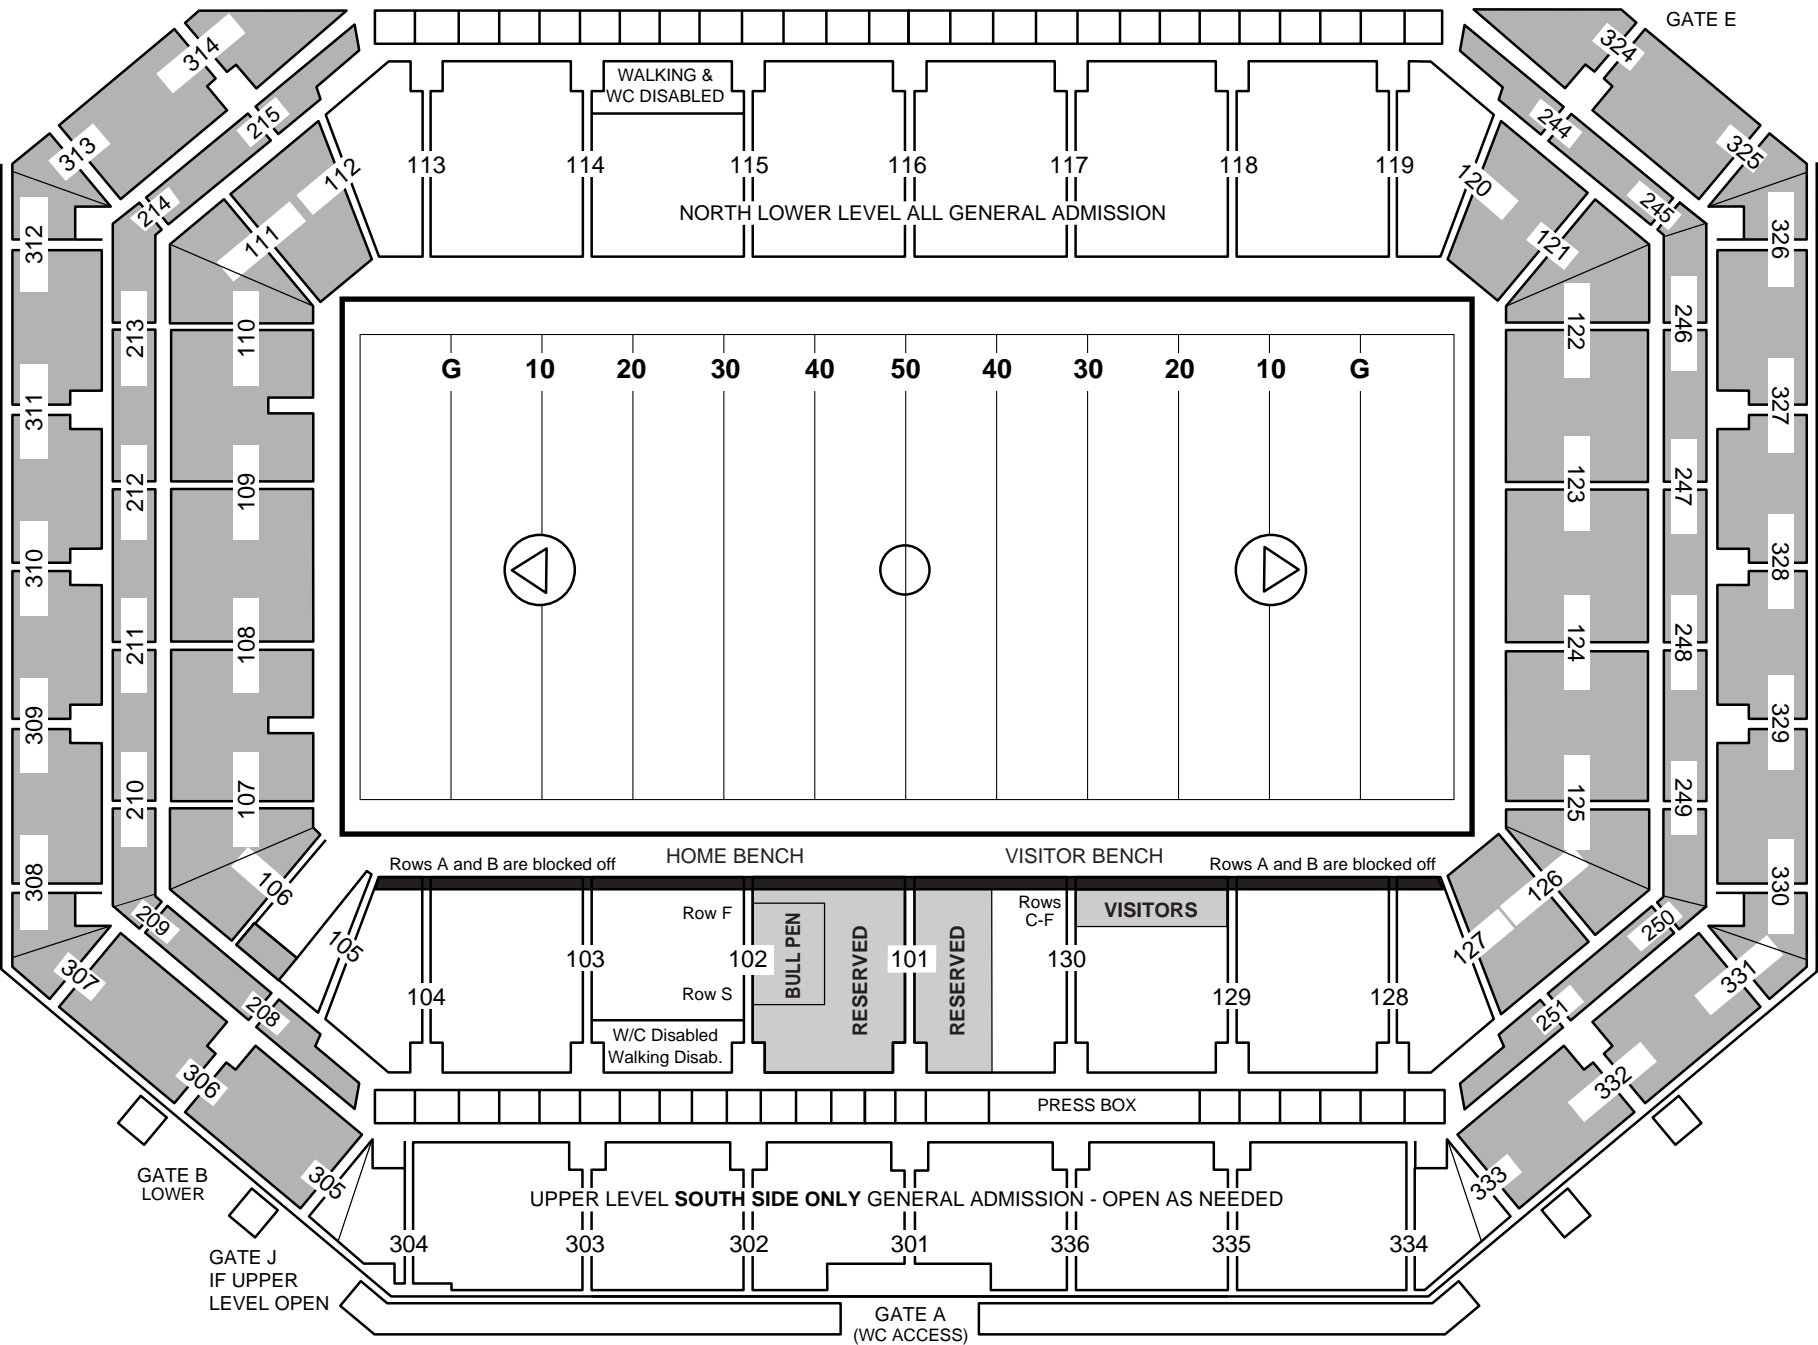 GATE E
314
324
215
244
313
325
WALKING &
WC DISABLED
112
113
114
115
116
117
118
119
120
214
245
111
121
NORTH LOWER LEVEL ALL GENERAL ADMISSION
312
326
213
110
122
246
G 10 20 30 40 50 40 30 20 10 G
311
327
212
109
123
247
310
328
211
108
124
248
309
329
210
107
125
249
HOME BENCH
VISITOR BENCH
Rows A and B are blocked off
Rows A and B are blocked off
308
330
106
126
209
250
105
127
Row F
Row S
BULL PEN
RESERVED
RESERVED
Rows
C-F
VISITORS
104
103
102
101
130
129
128
307
331
208
251
W/C Disabled
Walking Disab.
306
332
PRESS BOX
305
333
GATE B
LOWER
UPPER LEVEL SOUTH SIDE ONLY GENERAL ADMISSION - OPEN AS NEEDED
304
303
302
301
336
335
334
GATE J
IF UPPER
LEVEL OPEN
GATE A
(WC ACCESS)